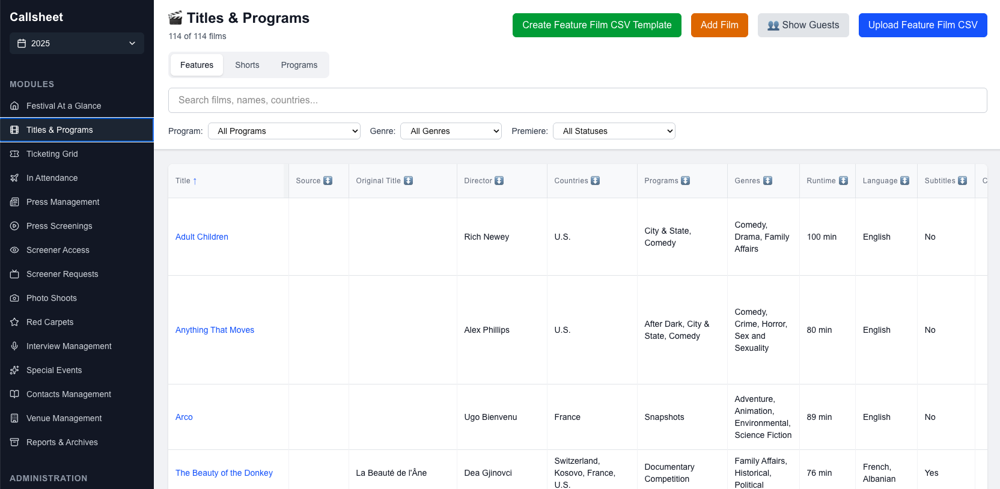 Callsheet
2025
MODULES
Festival At a Glance
Titles & Programs
Ticketing Grid
In Attendance
Press Management
Press Screenings
Screener Access
Screener Requests
Photo Shoots
Red Carpets
Interview Management
Special Events
Contacts Management
Venue Management
Reports & Archives
ADMINISTRATION
Titles & Programs
114 of 114 films
Create Feature Film CSV Template
Add Film
Show Guests
Upload Feature Film CSV
Features Shorts Programs
Search films, names, countries...
Program: All Programs Genre: All Genres Premiere: All Statuses
Title ↑ Source Original Title Director Countries Programs Genres Runtime Language Subtitles C
Adult Children
Rich Newey
U.S.
City & State,
Comedy
Comedy,
Drama, Family
Affairs
100 min
English
No
Anything That Moves
Alex Phillips
U.S.
After Dark, City &
State, Comedy
Comedy,
Crime, Horror,
Sex and
Sexuality
80 min
English
No
Arco
Ugo Bienvenu
France
Snapshots
Adventure,
Animation,
Environmental,
Science Fiction
89 min
English
No
The Beauty of the Donkey
La Beauté de l'Âne
Dea Gjinovci
Switzerland,
Kosovo, France,
U.S.
Documentary
Competition
Family Affairs,
Historical,
Political
76 min
French,
Albanian
Yes